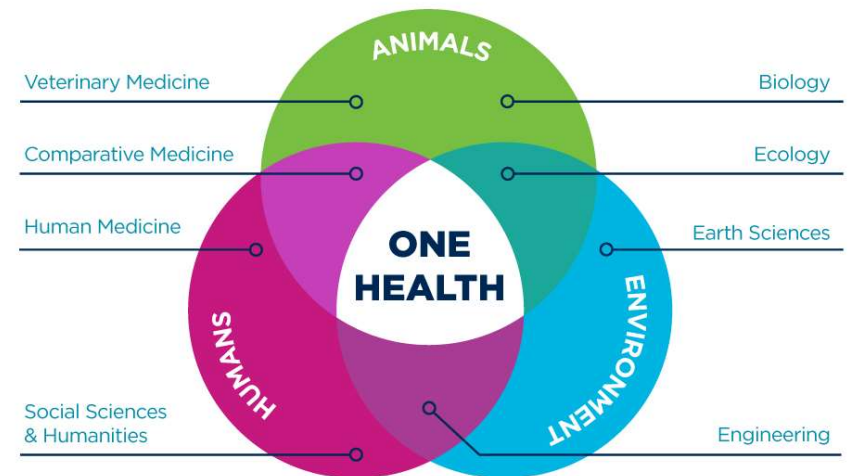 ANIMALS
Veterinary Medicine
Biology
Comparative Medicine
Ecology
Human Medicine
Earth Sciences
ONE
HEALTH
HUMANS
ENVIRONMENT
Social Sciences
& Humanities
Engineering